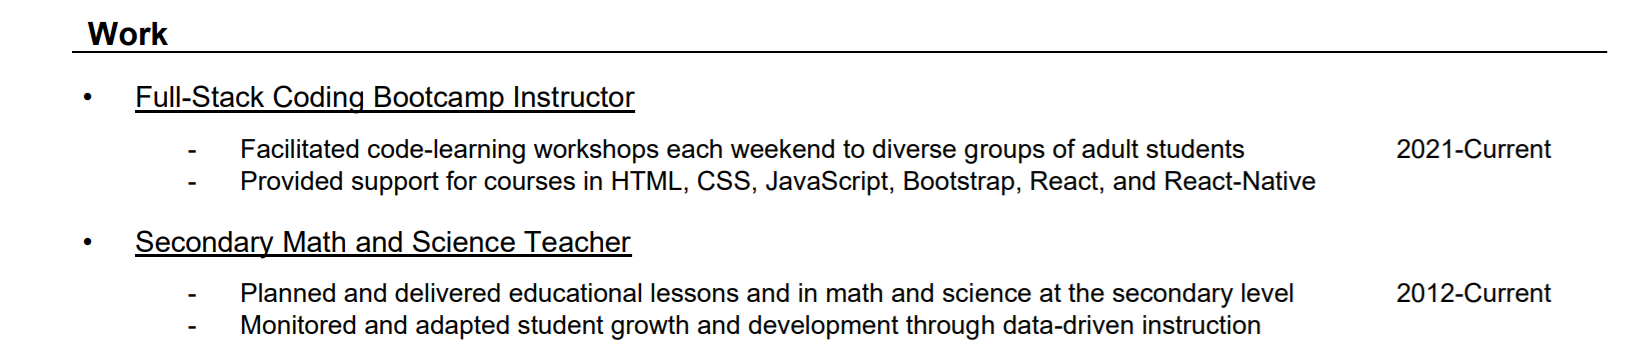 Work
• Full-Stack Coding Bootcamp Instructor
- Facilitated code-learning workshops each weekend to diverse groups of adult students 2021-Current
- Provided support for courses in HTML, CSS, JavaScript, Bootstrap, React, and React-Native
• Secondary Math and Science Teacher
- Planned and delivered educational lessons and in math and science at the secondary level 2012-Current
- Monitored and adapted student growth and development through data-driven instruction